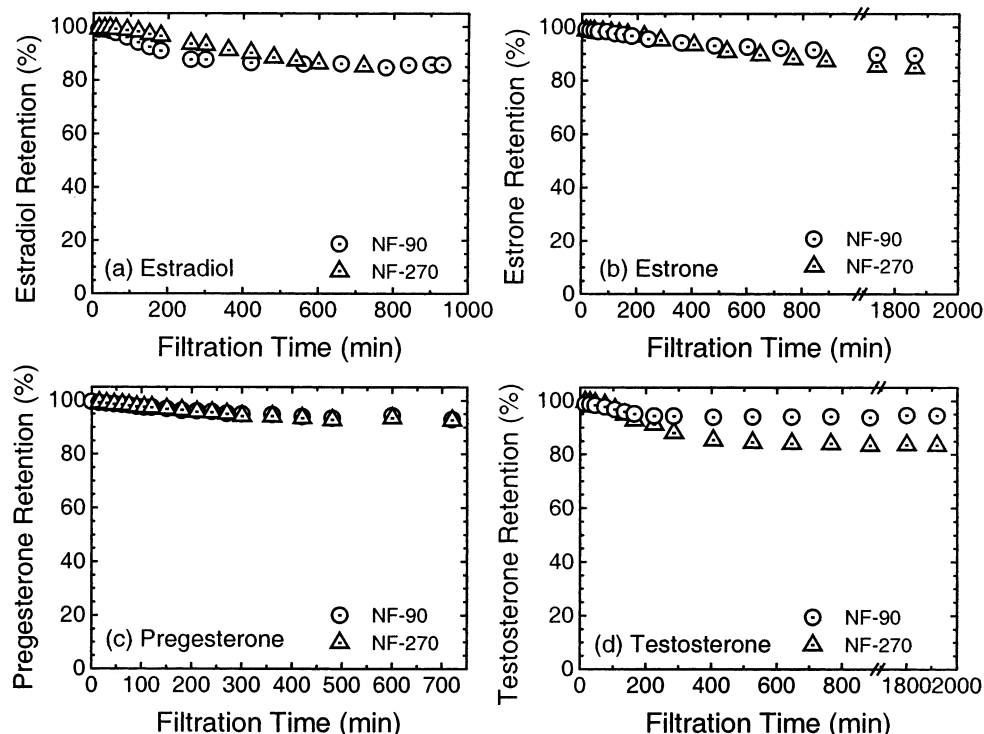 Estradiol Retention (%)
100
80
60
40
20
0
NF-90
NF-270
(a) Estradiol
0 200 400 600 800 1000
Filtration Time (min)
Estrone Retention (%)
100
80
60
40
20
0
NF-90
NF-270
(b) Estrone
0 200 400 600 800 1800 2000
Filtration Time (min)
Pregesterone Retention (%)
100
80
60
40
20
0
NF-90
NF-270
(c) Pregesterone
0 100 200 300 400 500 600 700
Filtration Time (min)
Testosterone Retention (%)
100
80
60
40
20
0
NF-90
NF-270
(d) Testosterone
0 200 400 600 800 1800 2000
Filtration Time (min)